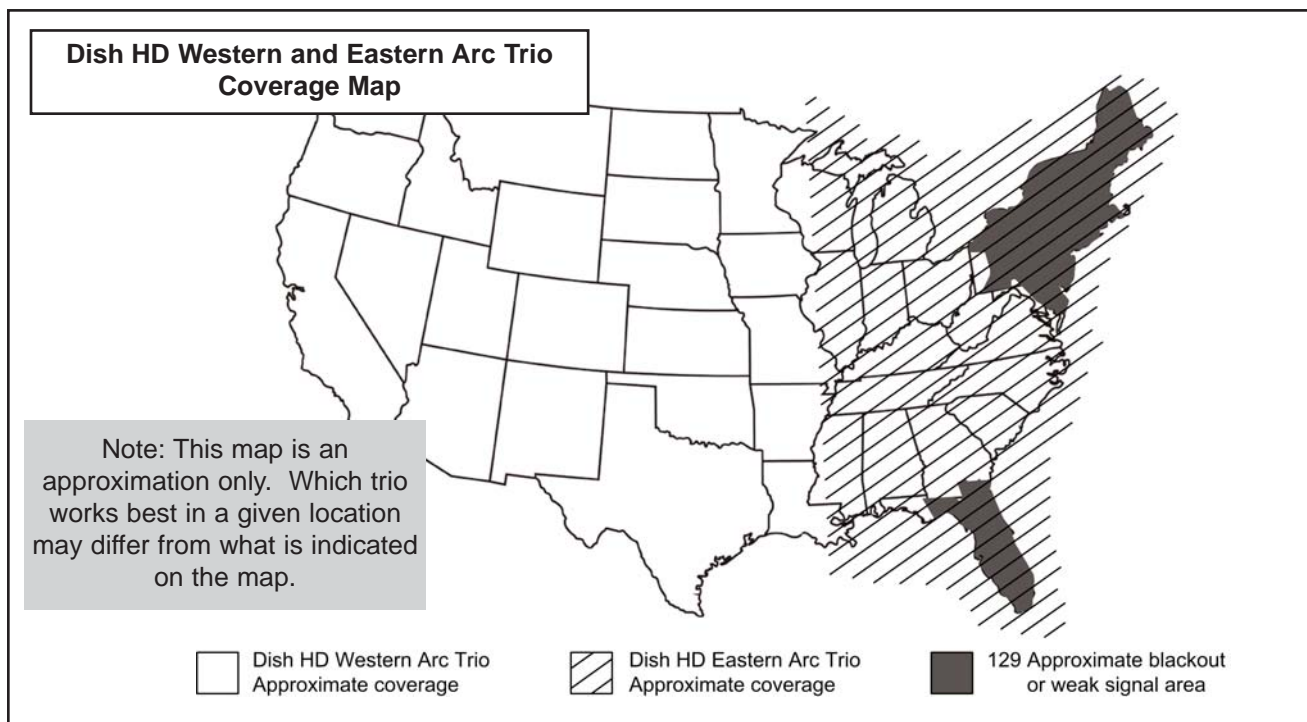 Dish HD Western and Eastern Arc Trio
Coverage Map
Note: This map is an
approximation only. Which trio
works best in a given location
may differ from what is indicated
on the map.
Dish HD Western Arc Trio
Approximate coverage
Dish HD Eastern Arc Trio
Approximate coverage
129 Approximate blackout
or weak signal area